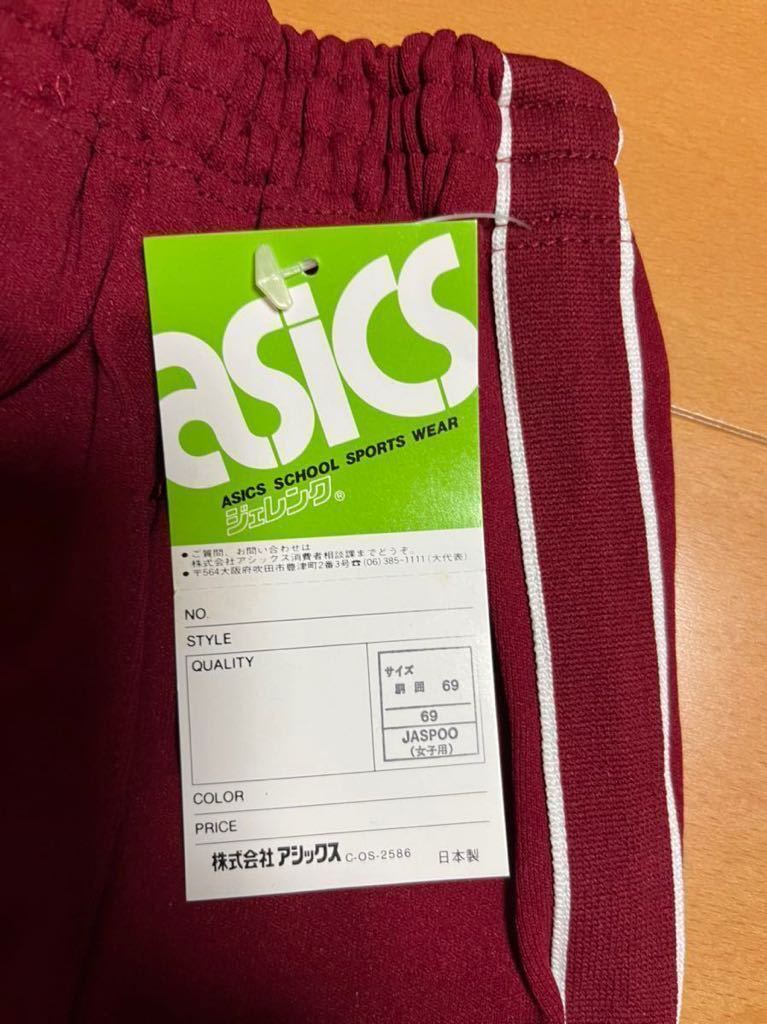 asics
ASICS SCHOOL SPORTS WEAR
ジェレンク®
●ご質問、お問い合わせは
株式会社アシックス消費者相談課までどうぞ。
●〒564大阪府吹田市豊津町2番3号☎(06)385-1111(大代表)
NO.
STYLE
QUALITY
サイズ
胴囲 69
69
JASPOO
(女子用)
COLOR
PRICE
株式会社アシックス C-OS-2586 日本製